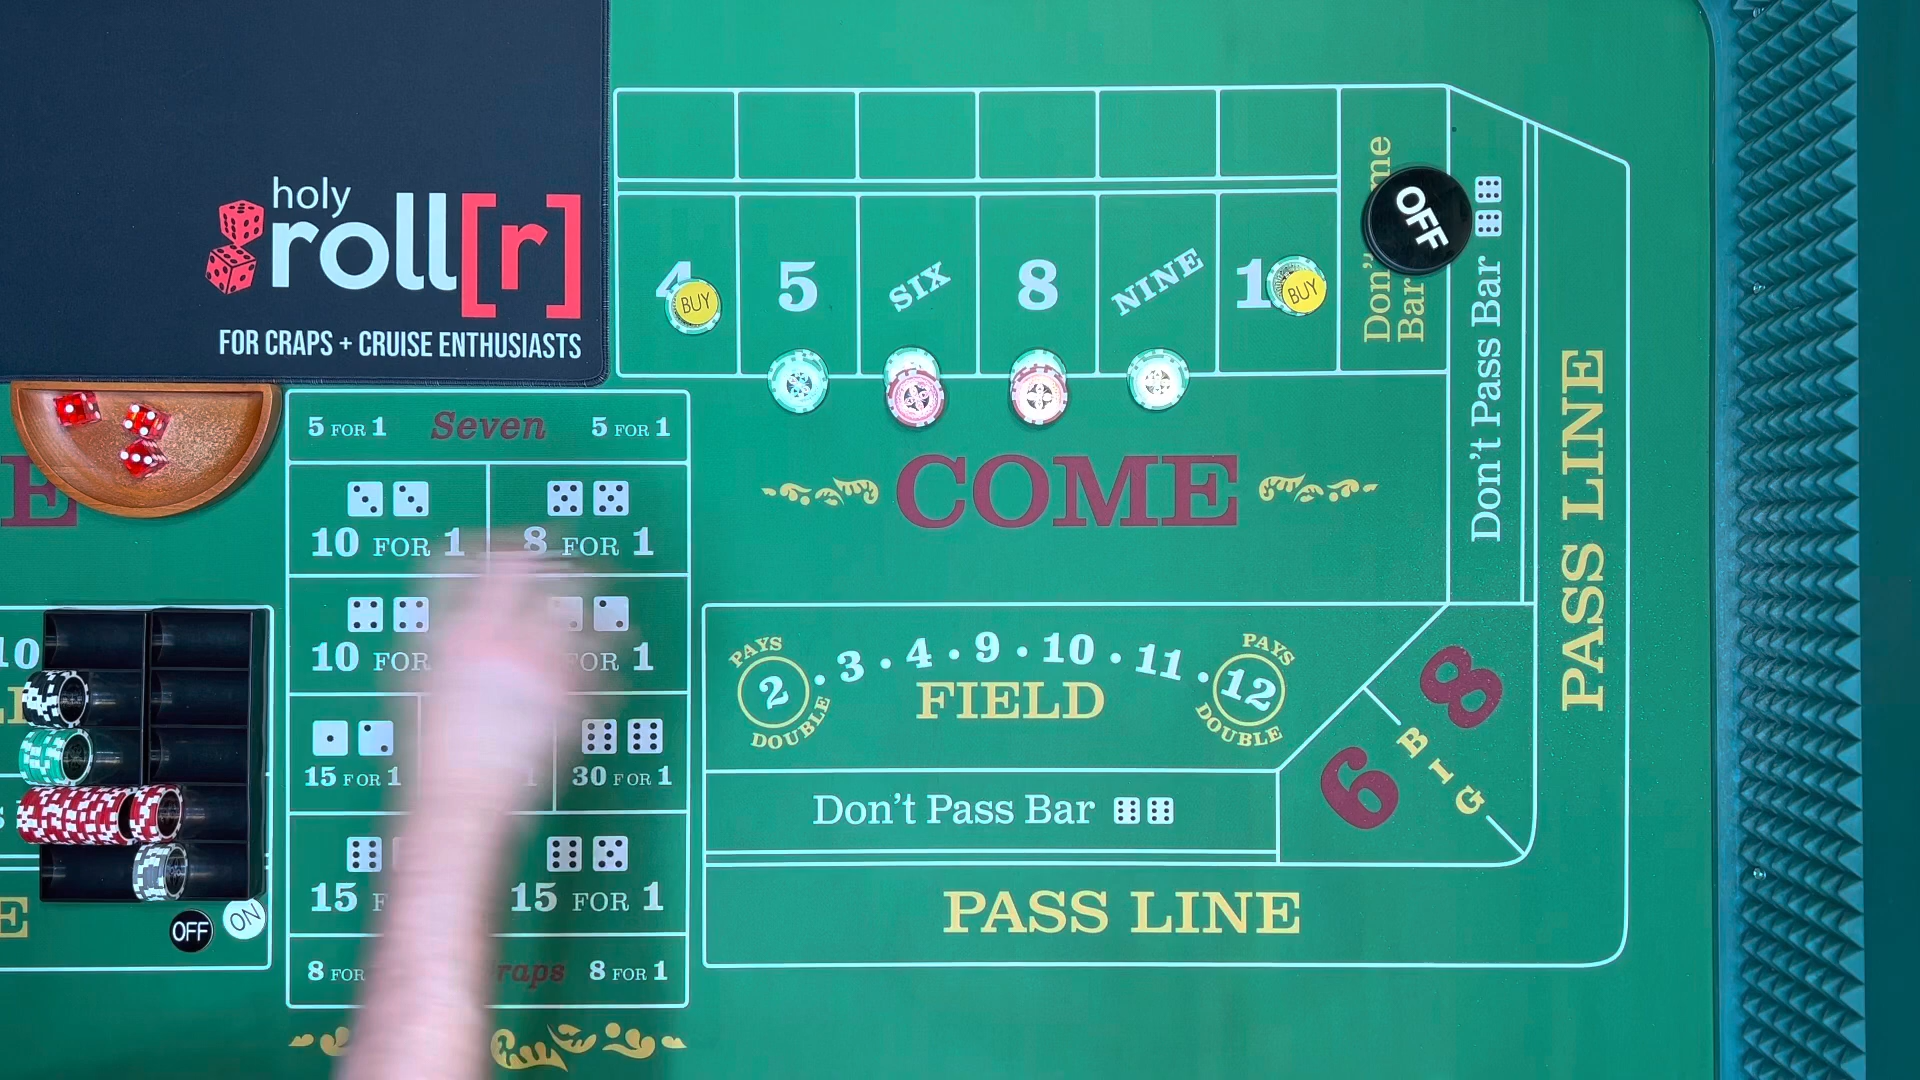 holy
roll[r]
FOR CRAPS + CRUISE ENTHUSIASTS
4 5 SIX 8 NINE
BUY
BUY
OFF
Don't Pass Bar
PASS LINE
5 FOR 1 Seven 5 FOR 1
10 FOR 1 8 FOR 1
10 FOR FOR 1
15 FOR 1 1 30 FOR 1
15 15 FOR 1
8 FOR 8 FOR 1
COME
PAYS
2
DOUBLE
· 3 · 4 · 9 · 10 · 11 ·
PAYS
12
DOUBLE
FIELD
Don't Pass Bar
PASS LINE
6 8
BIG
E
10
OFF
ON
E
Bar